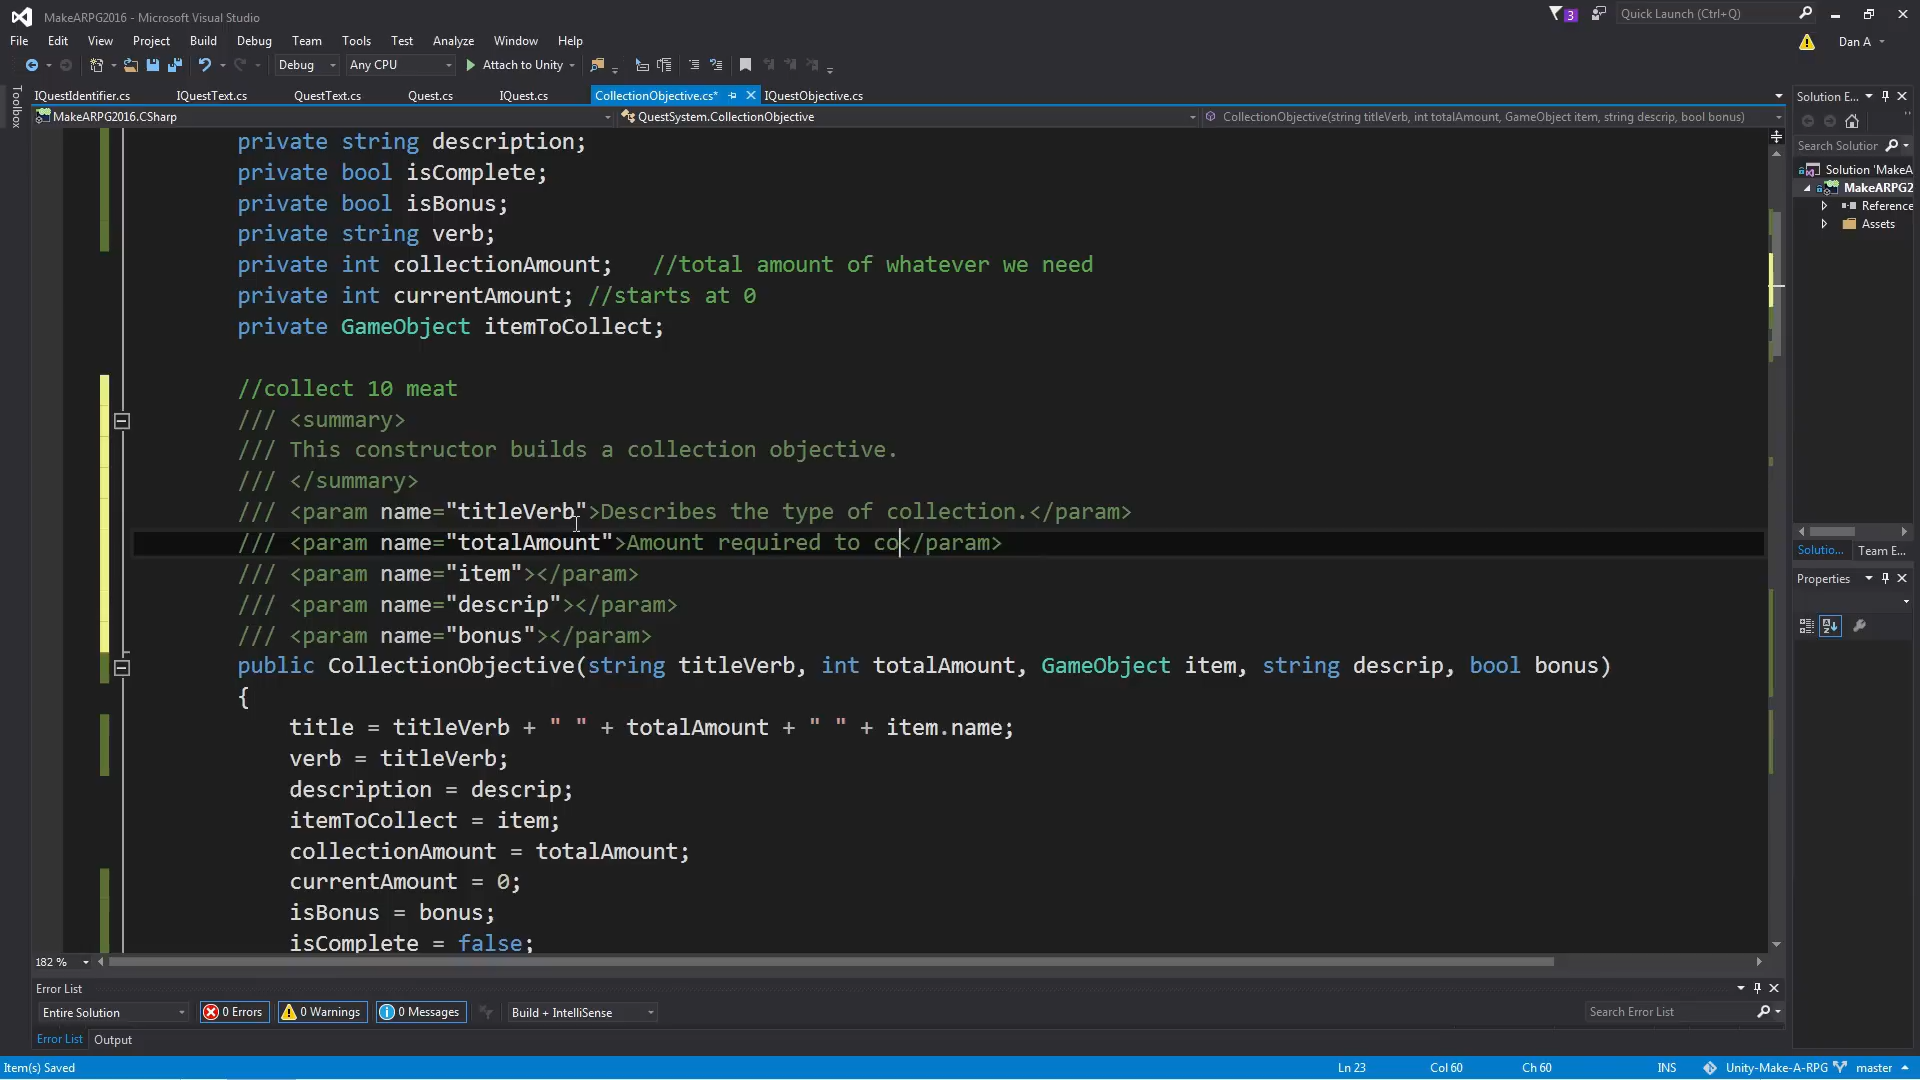 MakeARPG2016 - Microsoft Visual Studio
3
Quick Launch (Ctrl+Q)
File Edit View Project Build Debug Team Tools Test Analyze Window Help
Dan A
Debug Any CPU Attach to Unity
Toolbox
IQuestIdentifier.cs IQuestText.cs QuestText.cs Quest.cs IQuest.cs CollectionObjective.cs* IQuestObjective.cs
MakeARPG2016.CSharp QuestSystem.CollectionObjective CollectionObjective(string titleVerb, int totalAmount, GameObject item, string descrip, bool bonus)
private string description;
private bool isComplete;
private bool isBonus;
private string verb;
private int collectionAmount;   //total amount of whatever we need
private int currentAmount; //starts at 0
private GameObject itemToCollect;
//collect 10 meat
/// <summary>
/// This constructor builds a collection objective.
/// </summary>
/// <param name="titleVerb">Describes the type of collection.</param>
/// <param name="totalAmount">Amount required to co</param>
/// <param name="item"></param>
/// <param name="descrip"></param>
/// <param name="bonus"></param>
public CollectionObjective(string titleVerb, int totalAmount, GameObject item, string descrip, bool bonus)
{
title = titleVerb + " " + totalAmount + " " + item.name;
verb = titleVerb;
description = descrip;
itemToCollect = item;
collectionAmount = totalAmount;
currentAmount = 0;
isBonus = bonus;
isComplete = false;
182 %
Solution E...
Search Solution
Solution 'MakeA
MakeARPG2
Reference
Assets
Solutio... Team E...
Properties
Error List
Entire Solution 0 Errors 0 Warnings 0 Messages Build + IntelliSense Search Error List
Error List Output
Item(s) Saved Ln 23 Col 60 Ch 60 INS Unity-Make-A-RPG master